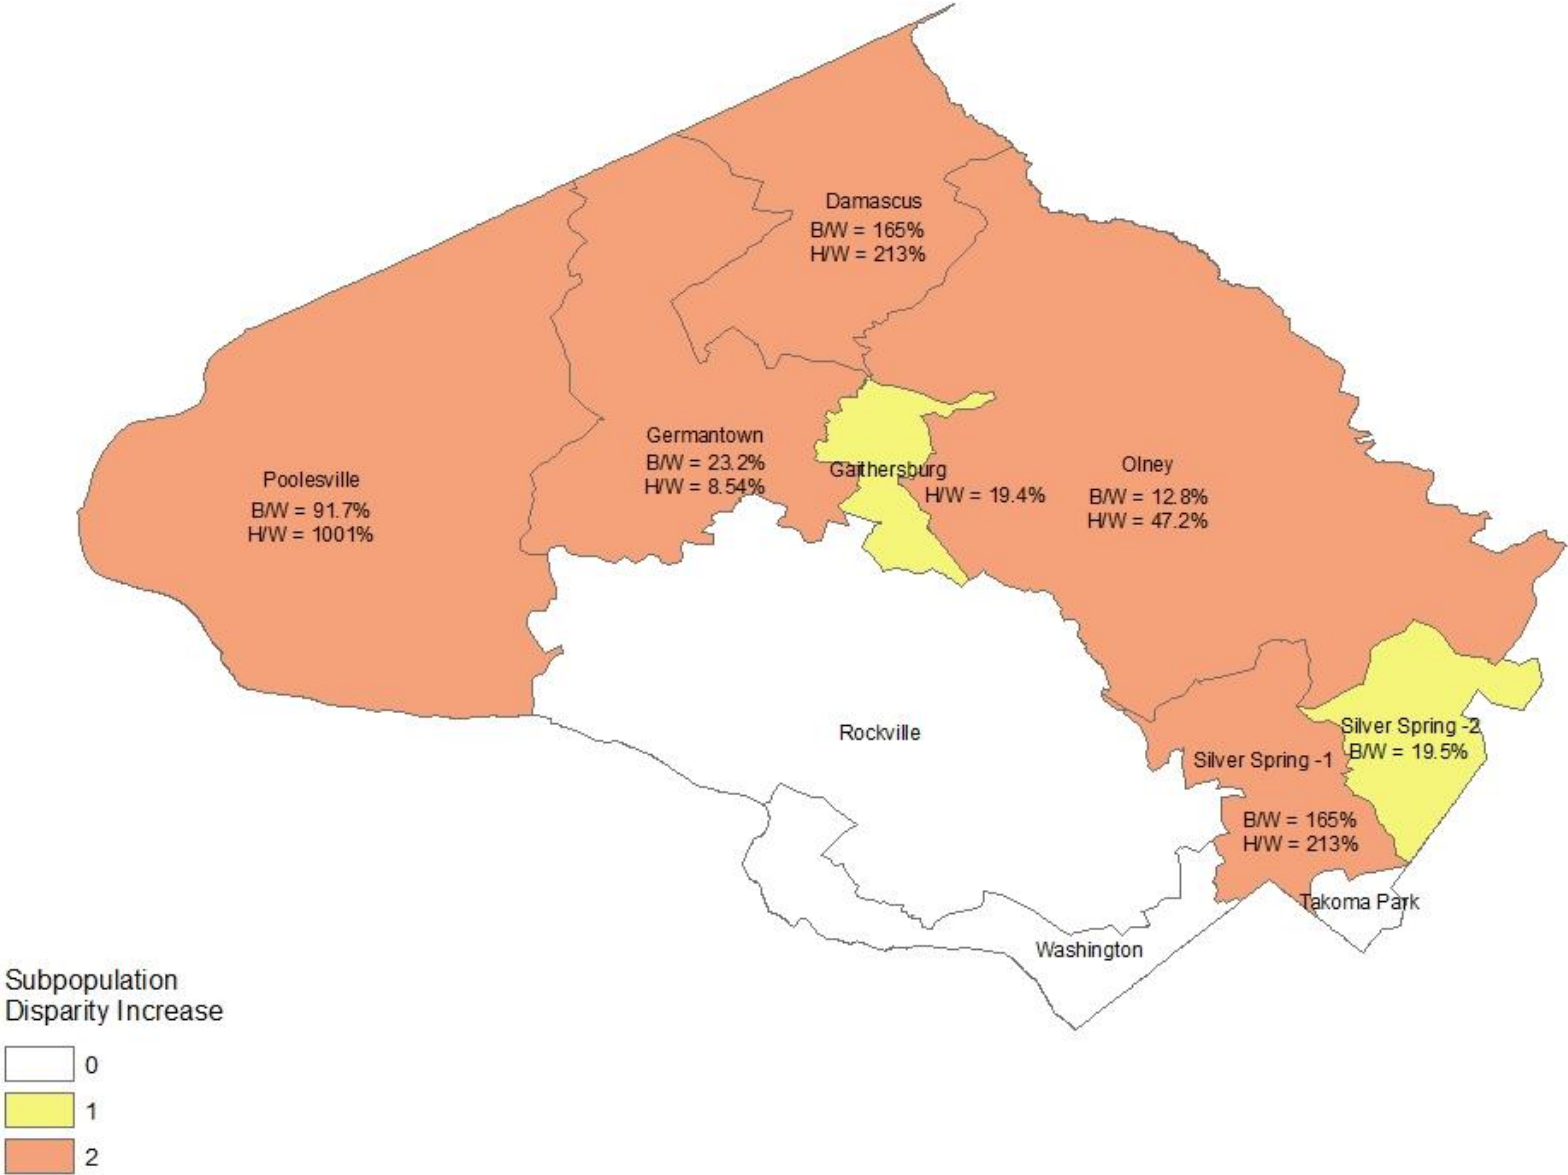 Damascus
B/W = 165%
H/W = 213%
Germantown
B/W = 23.2%
H/W = 8.54%
Gaithersburg
H/W = 19.4%
Olney
B/W = 12.8%
H/W = 47.2%
Poolesville
B/W = 91.7%
H/W = 1001%
Rockville
Silver Spring -2
B/W = 19.5%
Silver Spring -1
B/W = 165%
H/W = 213%
Takoma Park
Washington
Subpopulation
Disparity Increase
0
1
2